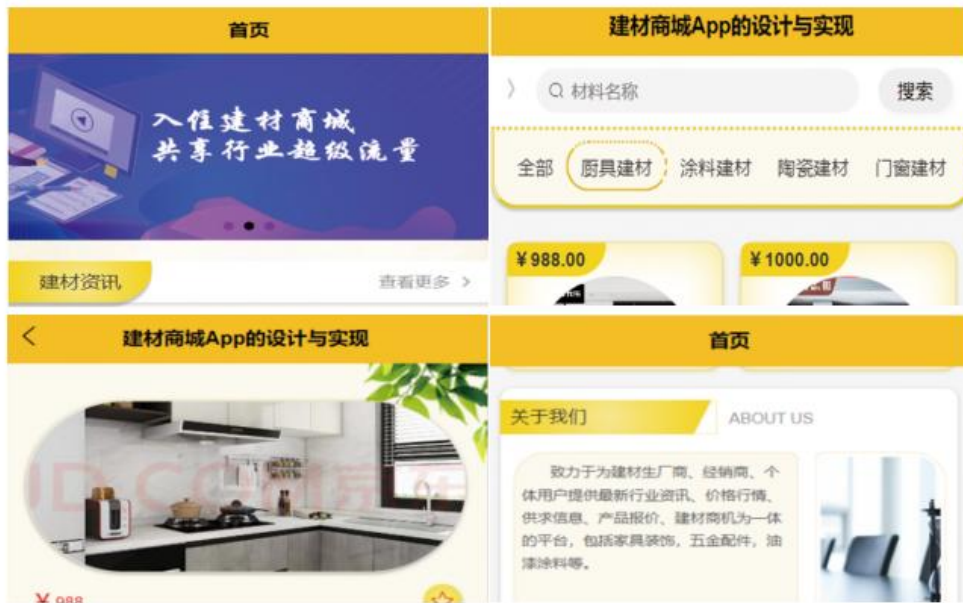 首页
入住建材商城
共享行业超级流量
建材资讯
查看更多 >
建材商城App的设计与实现
材料名称
搜索
全部 厨具建材 涂料建材 陶瓷建材 门窗建材
¥988.00
¥1000.00
建材商城App的设计与实现
JD.COM 京东
¥988
首页
关于我们
ABOUT US
致力于为建材生厂商、经销商、个
体用户提供最新行业资讯、价格行情、
供求信息、产品报价、建材商机为一体
的平台，包括家具装饰，五金配件，油
漆涂料等。